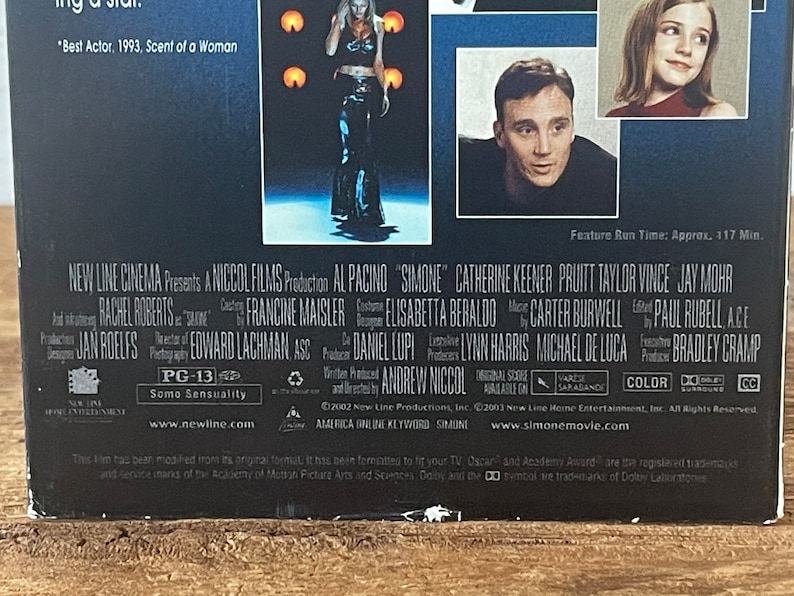 ing a star.
*Best Actor, 1993, Scent of a Woman
Feature Run Time: Approx. 117 Min.
NEW LINE CINEMA Presents A NICCOL FILMS Production AL PACINO "SIMONE" CATHERINE KEENER PRUITT TAYLOR VINCE JAY MOHR
And introducing RACHEL ROBERTS as "SIMONE" Casting by FRANCINE MAISLER Costume Designer ELISABETTA BERALDO Music by CARTER BURWELL Edited by PAUL RUBELL, A.C.E.
Production Designer JAN ROELFS Director of Photography EDWARD LACHMAN, ASC Co Producer DANIEL LUPI Executive Producers LYNN HARRIS MICHAEL DE LUCA Executive Producer BRADLEY CRAMP
NEW LINE HOME ENTERTAINMENT
PG-13
Some Sensuality
Written Produced and Directed by ANDREW NICCOL
ORIGINAL SCORE AVAILABLE ON VARÈSE SARABANDE COLOR DOLBY SURROUND CC
©2002 New Line Productions, Inc. ©2003 New Line Home Entertainment, Inc. All Rights Reserved.
www.newline.com AMERICA ONLINE KEYWORD: SIMONE www.simonemovie.com
This film has been modified from its original format. It has been formatted to fit your TV. Oscar® and Academy Award® are the registered trademarks
and service marks of the Academy of Motion Picture Arts and Sciences. Dolby and the symbol are trademarks of Dolby Laboratories.